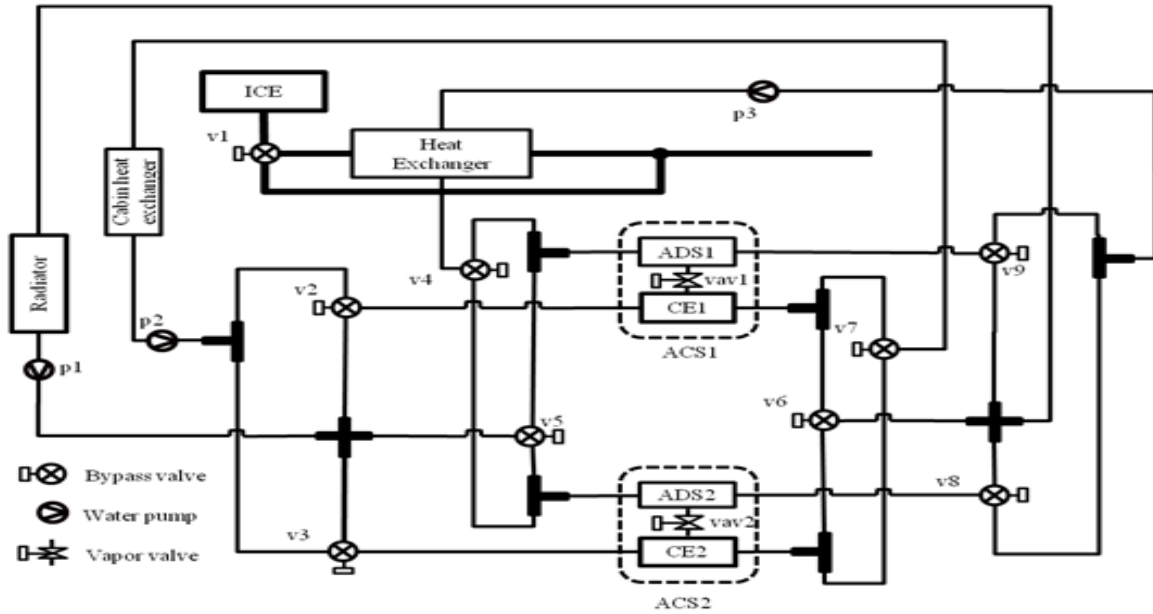 ICE
v1
p3
Heat
Exchanger
Cabin heat
exchanger
Radiator
v4
ADS1
v9
v2
vav1
CE1
p2
v7
ACS1
p1
v6
v5
Bypass valve
v8
ADS2
Water pump
vav2
v3
CE2
Vapor valve
ACS2